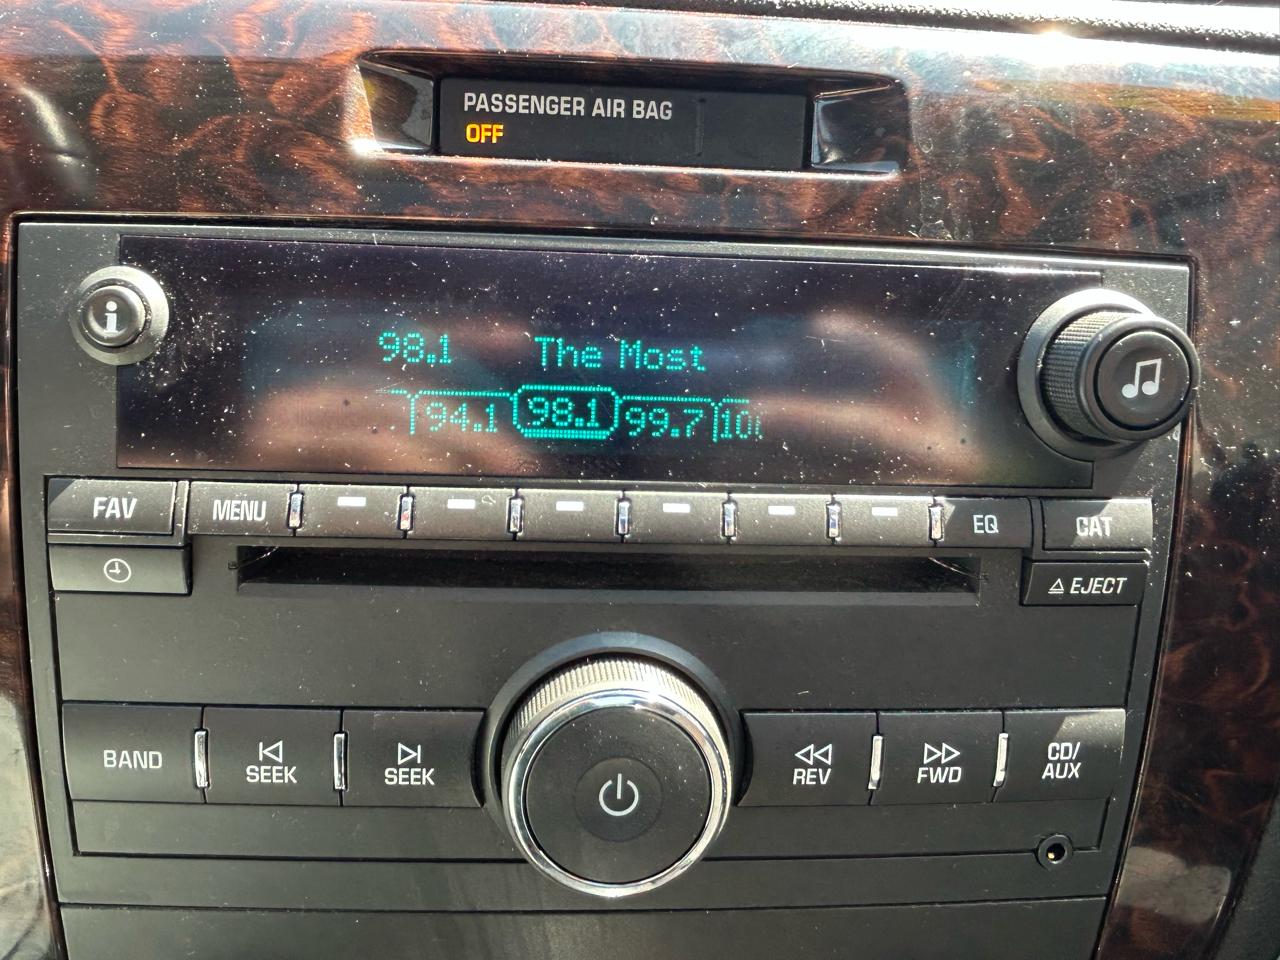 PASSENGER AIR BAG
OFF
i
98.1 The Most
94.1 98.1 99.7
FAV MENU EQ CAT
EJECT
BAND SEEK SEEK REV FWD CD/
AUX